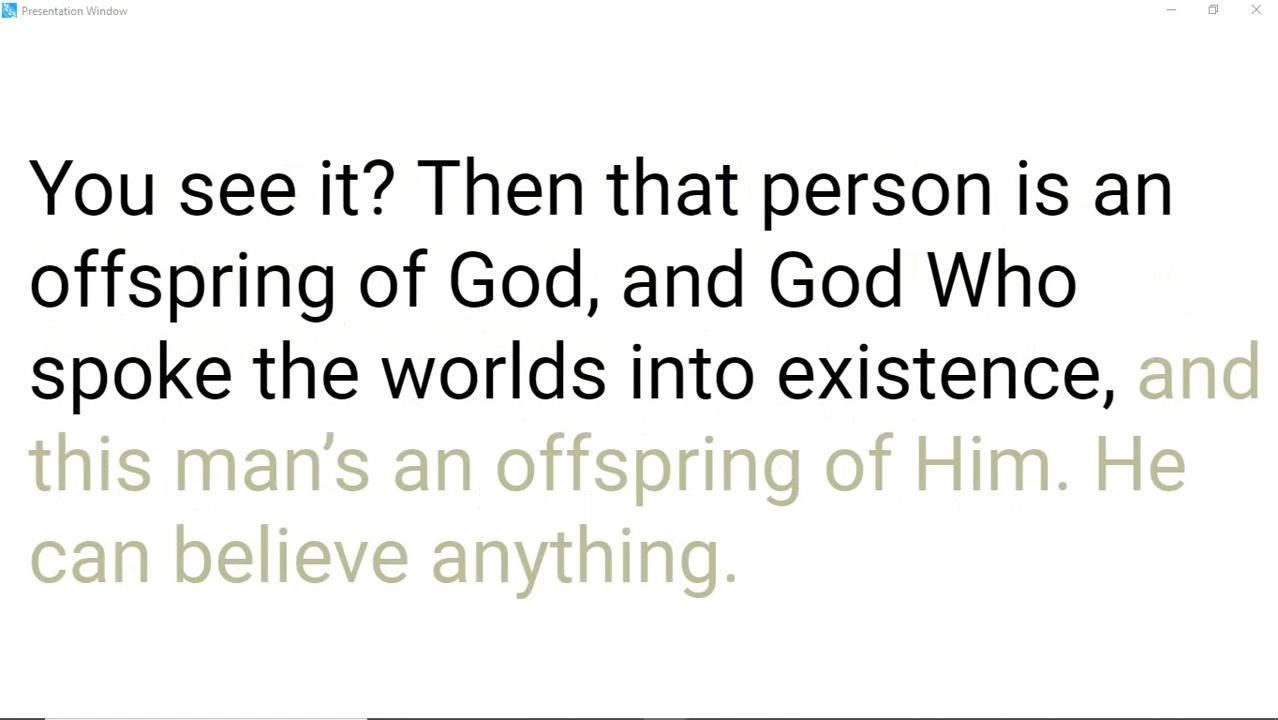 Presentation Window
You see it? Then that person is an
offspring of God, and God Who
spoke the worlds into existence, and
this man’s an offspring of Him. He
can believe anything.